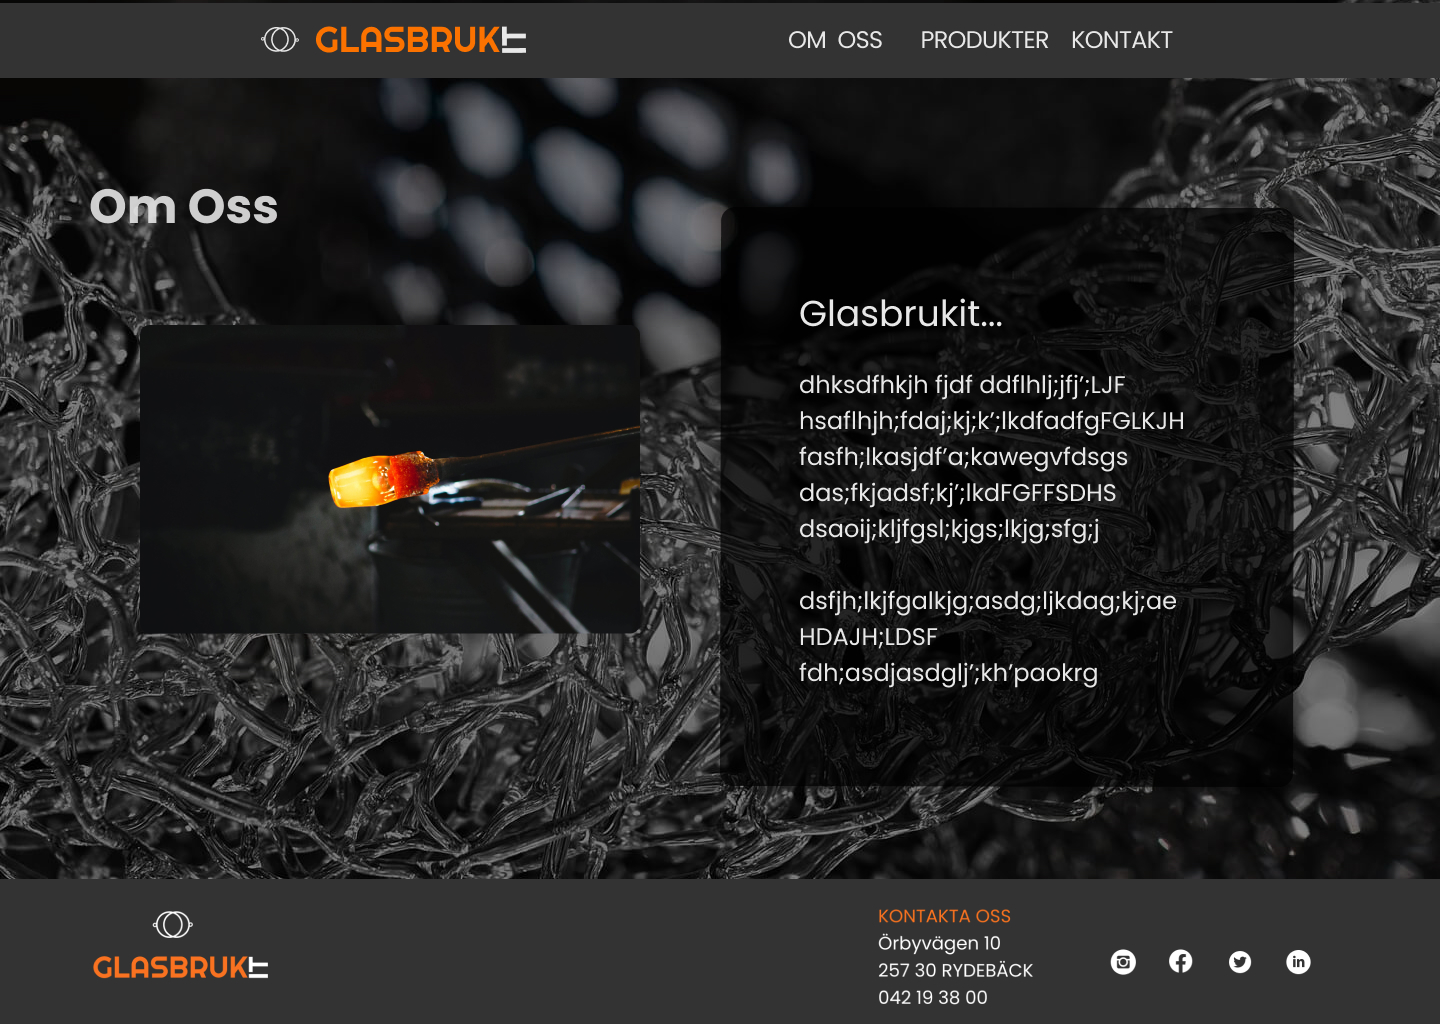 GLASBRUKIT
OM OSS PRODUKTER KONTAKT
Om Oss
Glasbrukit...
dhksdfhkjh fjdf ddflhlj;jfj’;LJF
hsaflhjh;fdaj;kj;k’;lkdfadfgFGLKJH
fasfh;lkasjdf’a;kawegvfdsgs
das;fkjadsf;kj’;lkdFGFFSDHS
dsaoij;kljfgsl;kjgs;lkjg;sfg;j
dsfjh;lkjfgalkjg;asdg;ljkdag;kj;ae
HDAJH;LDSF
fdh;asdjasdglj’;kh’paokrg
GLASBRUKIT
KONTAKTA OSS
Örbyvägen 10
257 30 RYDEBÄCK
042 19 38 00
in